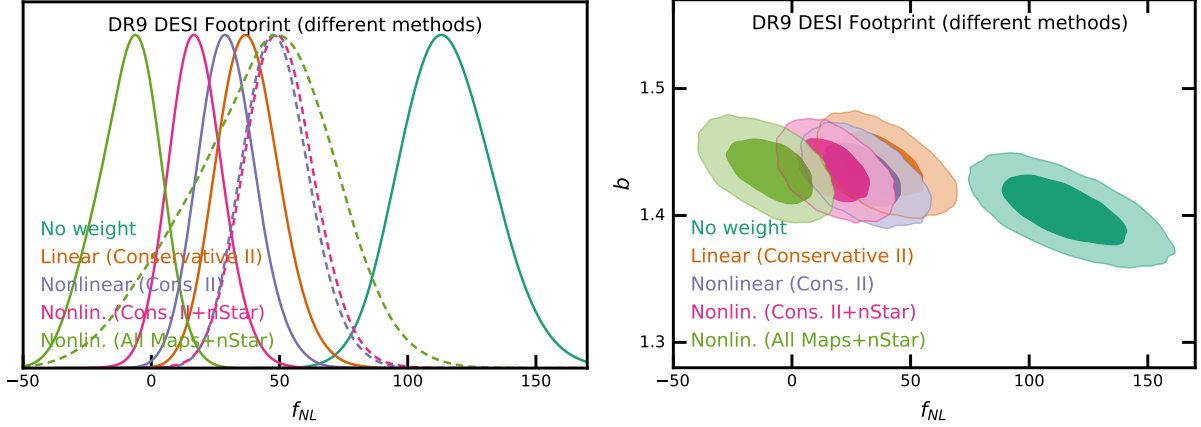 DR9 DESI Footprint (different methods)
No weight
Linear (Conservative II)
Nonlinear (Cons. II)
Nonlin. (Cons. II+nStar)
Nonlin. (All Maps+nStar)
−50 0 50 100 150
f_NL
DR9 DESI Footprint (different methods)
1.5
1.4
1.3
b
No weight
Linear (Conservative II)
Nonlinear (Cons. II)
Nonlin. (Cons. II+nStar)
Nonlin. (All Maps+nStar)
−50 0 50 100 150
f_NL